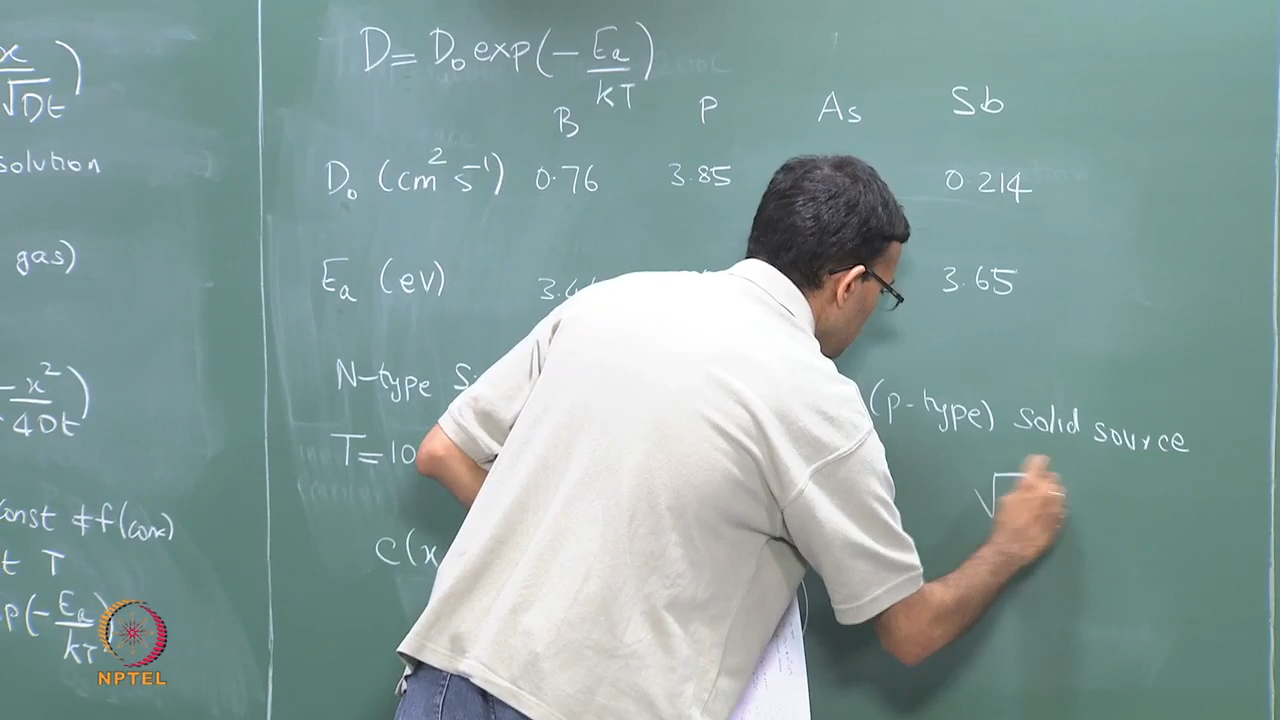 x
√Dt)
solution
gas)
- x²
4Dt)
const ≠ f(conc)
t T
xp(- Ea
kT
D = D₀ exp(- Ea/kT)
B P As Sb
D₀ (cm² s⁻¹) 0.76 3.85 0.214
Ea (ev) 3.65
N-type (p-type) solid source
T = 10
C(x
√
NPTEL